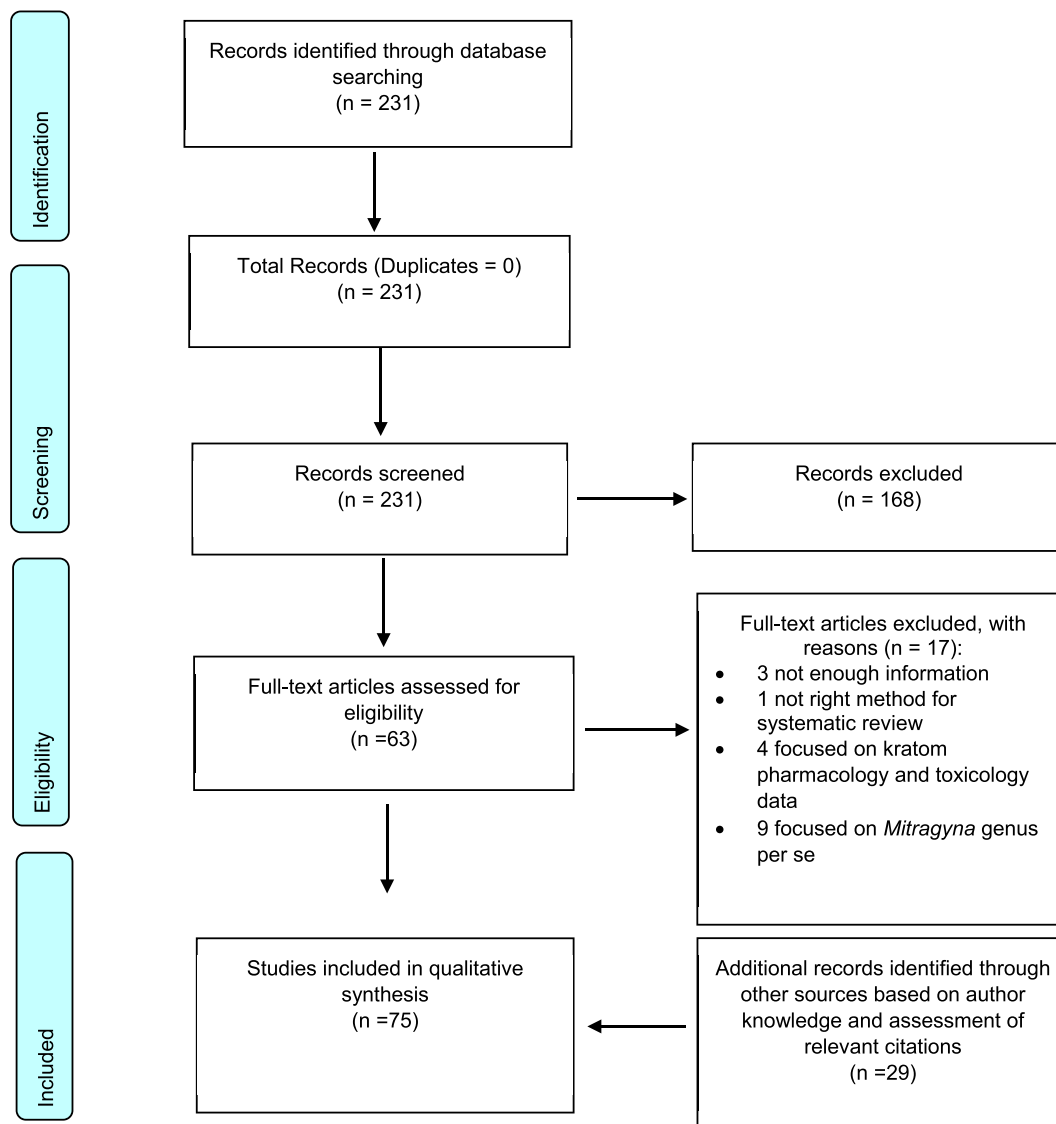 Identification
Records identified through database
searching
(n = 231)
Total Records (Duplicates = 0)
(n = 231)
Screening
Records screened
(n = 231)
Records excluded
(n = 168)
Eligibility
Full-text articles assessed for
eligibility
(n =63)
Full-text articles excluded, with
reasons (n = 17):
• 3 not enough information
• 1 not right method for
systematic review
• 4 focused on kratom
pharmacology and toxicology
data
• 9 focused on Mitragyna genus
per se
Included
Studies included in qualitative
synthesis
(n =75)
Additional records identified through
other sources based on author
knowledge and assessment of
relevant citations
(n =29)